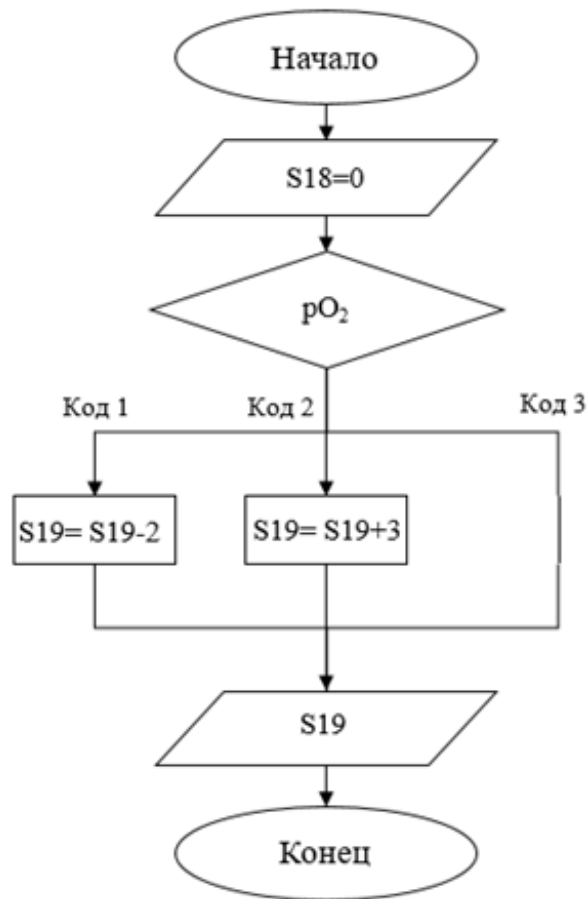 Начало
S18=0
pO₂
Код 1
Код 2
Код 3
S19= S19-2
S19= S19+3
S19
Конец